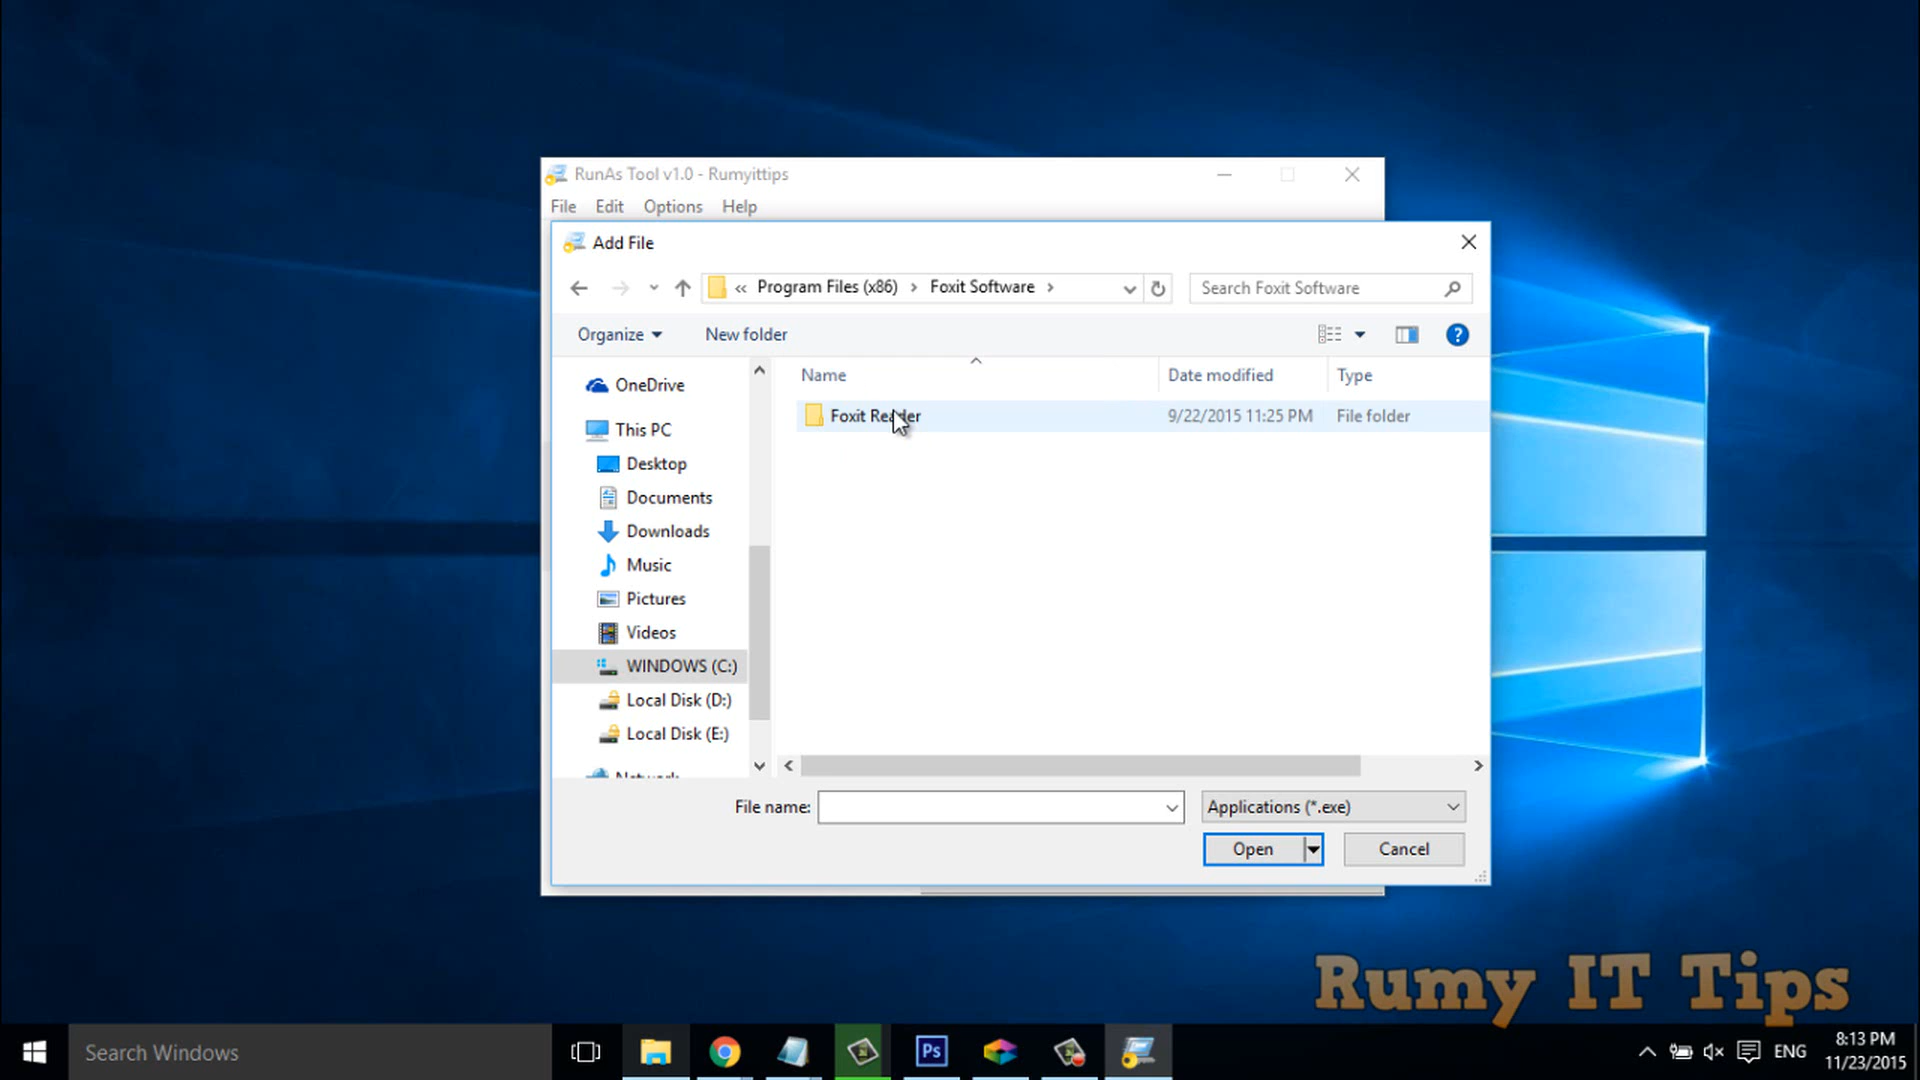 RunAs Tool v1.0 - Rumyittips
File Edit Options Help
Add File
« Program Files (x86) › Foxit Software ›
Search Foxit Software
Organize New folder
?
Name Date modified Type
Foxit Reader 9/22/2015 11:25 PM File folder
OneDrive
This PC
Desktop
Documents
Downloads
Music
Pictures
Videos
WINDOWS (C:)
Local Disk (D:)
Local Disk (E:)
Network
File name:
Applications (*.exe)
Open Cancel
Rumy IT Tips
Search Windows
Ps
ENG
8:13 PM
11/23/2015